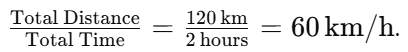 Total Distance / Total Time = 120 km / 2 hours = 60 km/h.